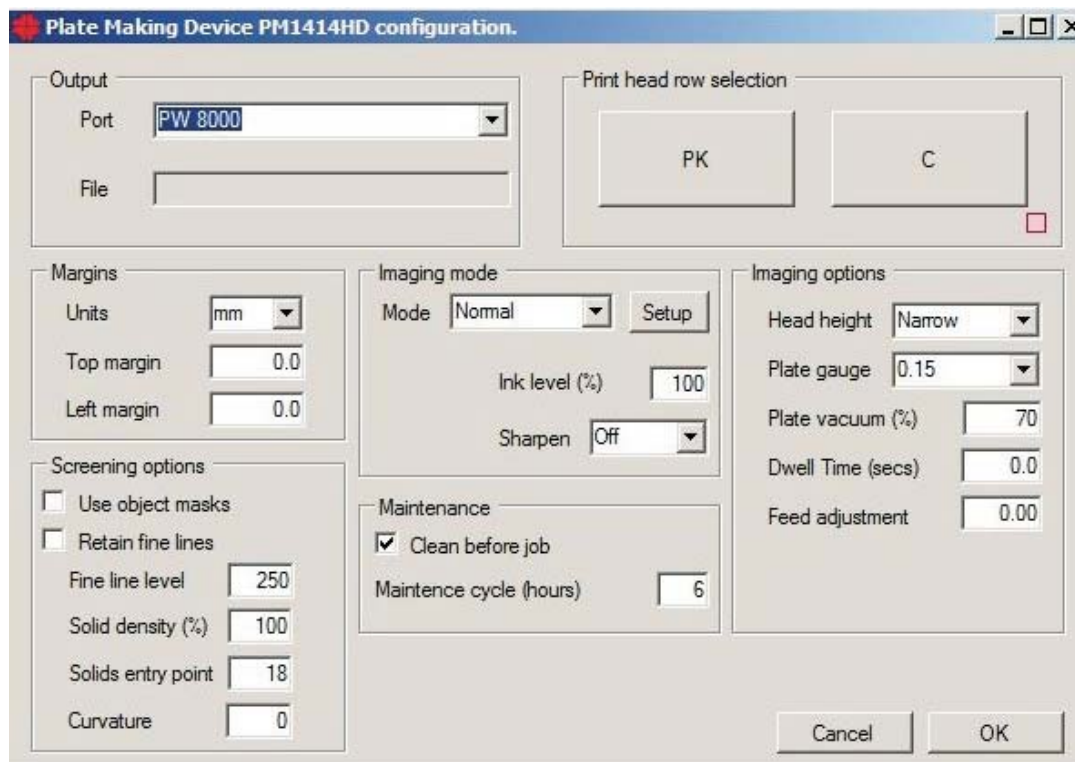 Plate Making Device PM1414HD configuration.
Output
Port PW 8000
File
Print head row selection
PK C
Margins
Units mm
Top margin 0.0
Left margin 0.0
Imaging mode
Mode Normal Setup
Ink level (%) 100
Sharpen Off
Imaging options
Head height Narrow
Plate gauge 0.15
Plate vacuum (%) 70
Dwell Time (secs) 0.0
Feed adjustment 0.00
Screening options
Use object masks
Retain fine lines
Fine line level 250
Solid density (%) 100
Solids entry point 18
Curvature 0
Maintenance
Clean before job
Maintence cycle (hours) 6
Cancel OK